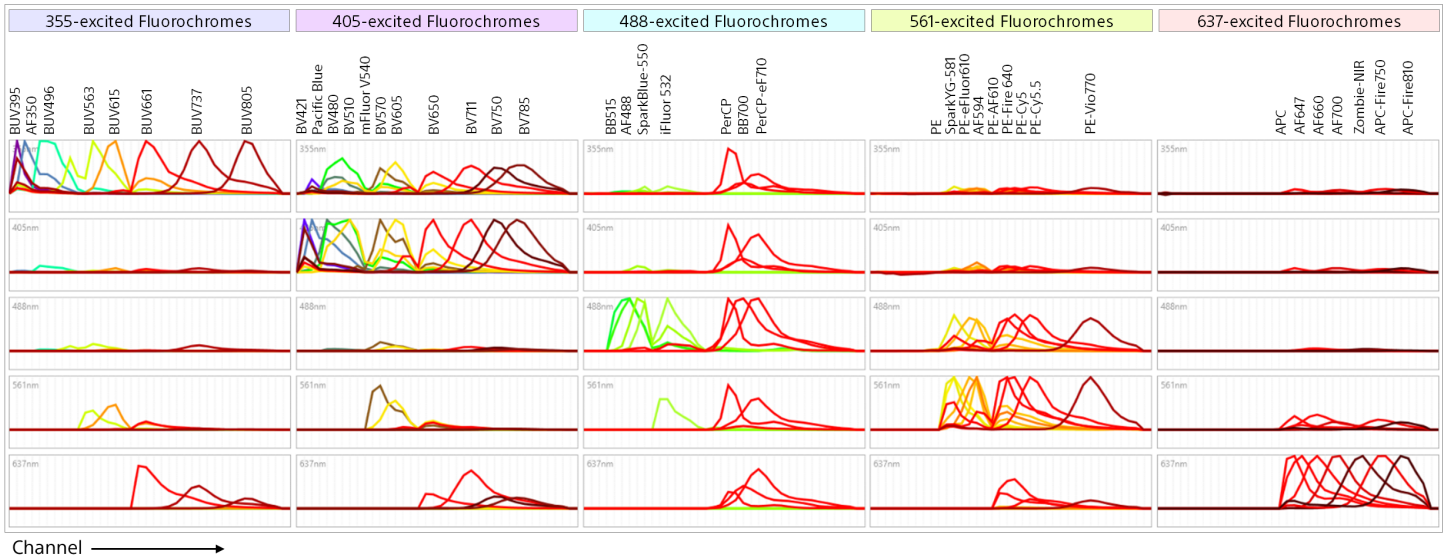 355-excited Fluorochromes
405-excited Fluorochromes
488-excited Fluorochromes
561-excited Fluorochromes
637-excited Fluorochromes
BUV395
AF350
BUV496
BUV563
BUV615
BUV661
BUV737
BUV805
BV421
Pacific Blue
BV480
BV510
mFluor V540
BV570
BV605
BV650
BV711
BV750
BV785
BB515
AF488
SparkBlue-550
iFluor 532
PerCP
BB700
PerCP-eF710
PE
SparkYG-581
PE-eFluor610
AF594
PE-AF610
PE-Fire 640
PE-Cy5
PE-Cy5.5
PE-Vio770
APC
AF647
AF660
AF700
Zombie-NIR
APC-Fire750
APC-Fire810
355nm
355nm
355nm
355nm
405nm
405nm
405nm
405nm
488nm
488nm
488nm
488nm
488nm
561nm
561nm
561nm
561nm
561nm
637nm
637nm
637nm
637nm
637nm
Channel